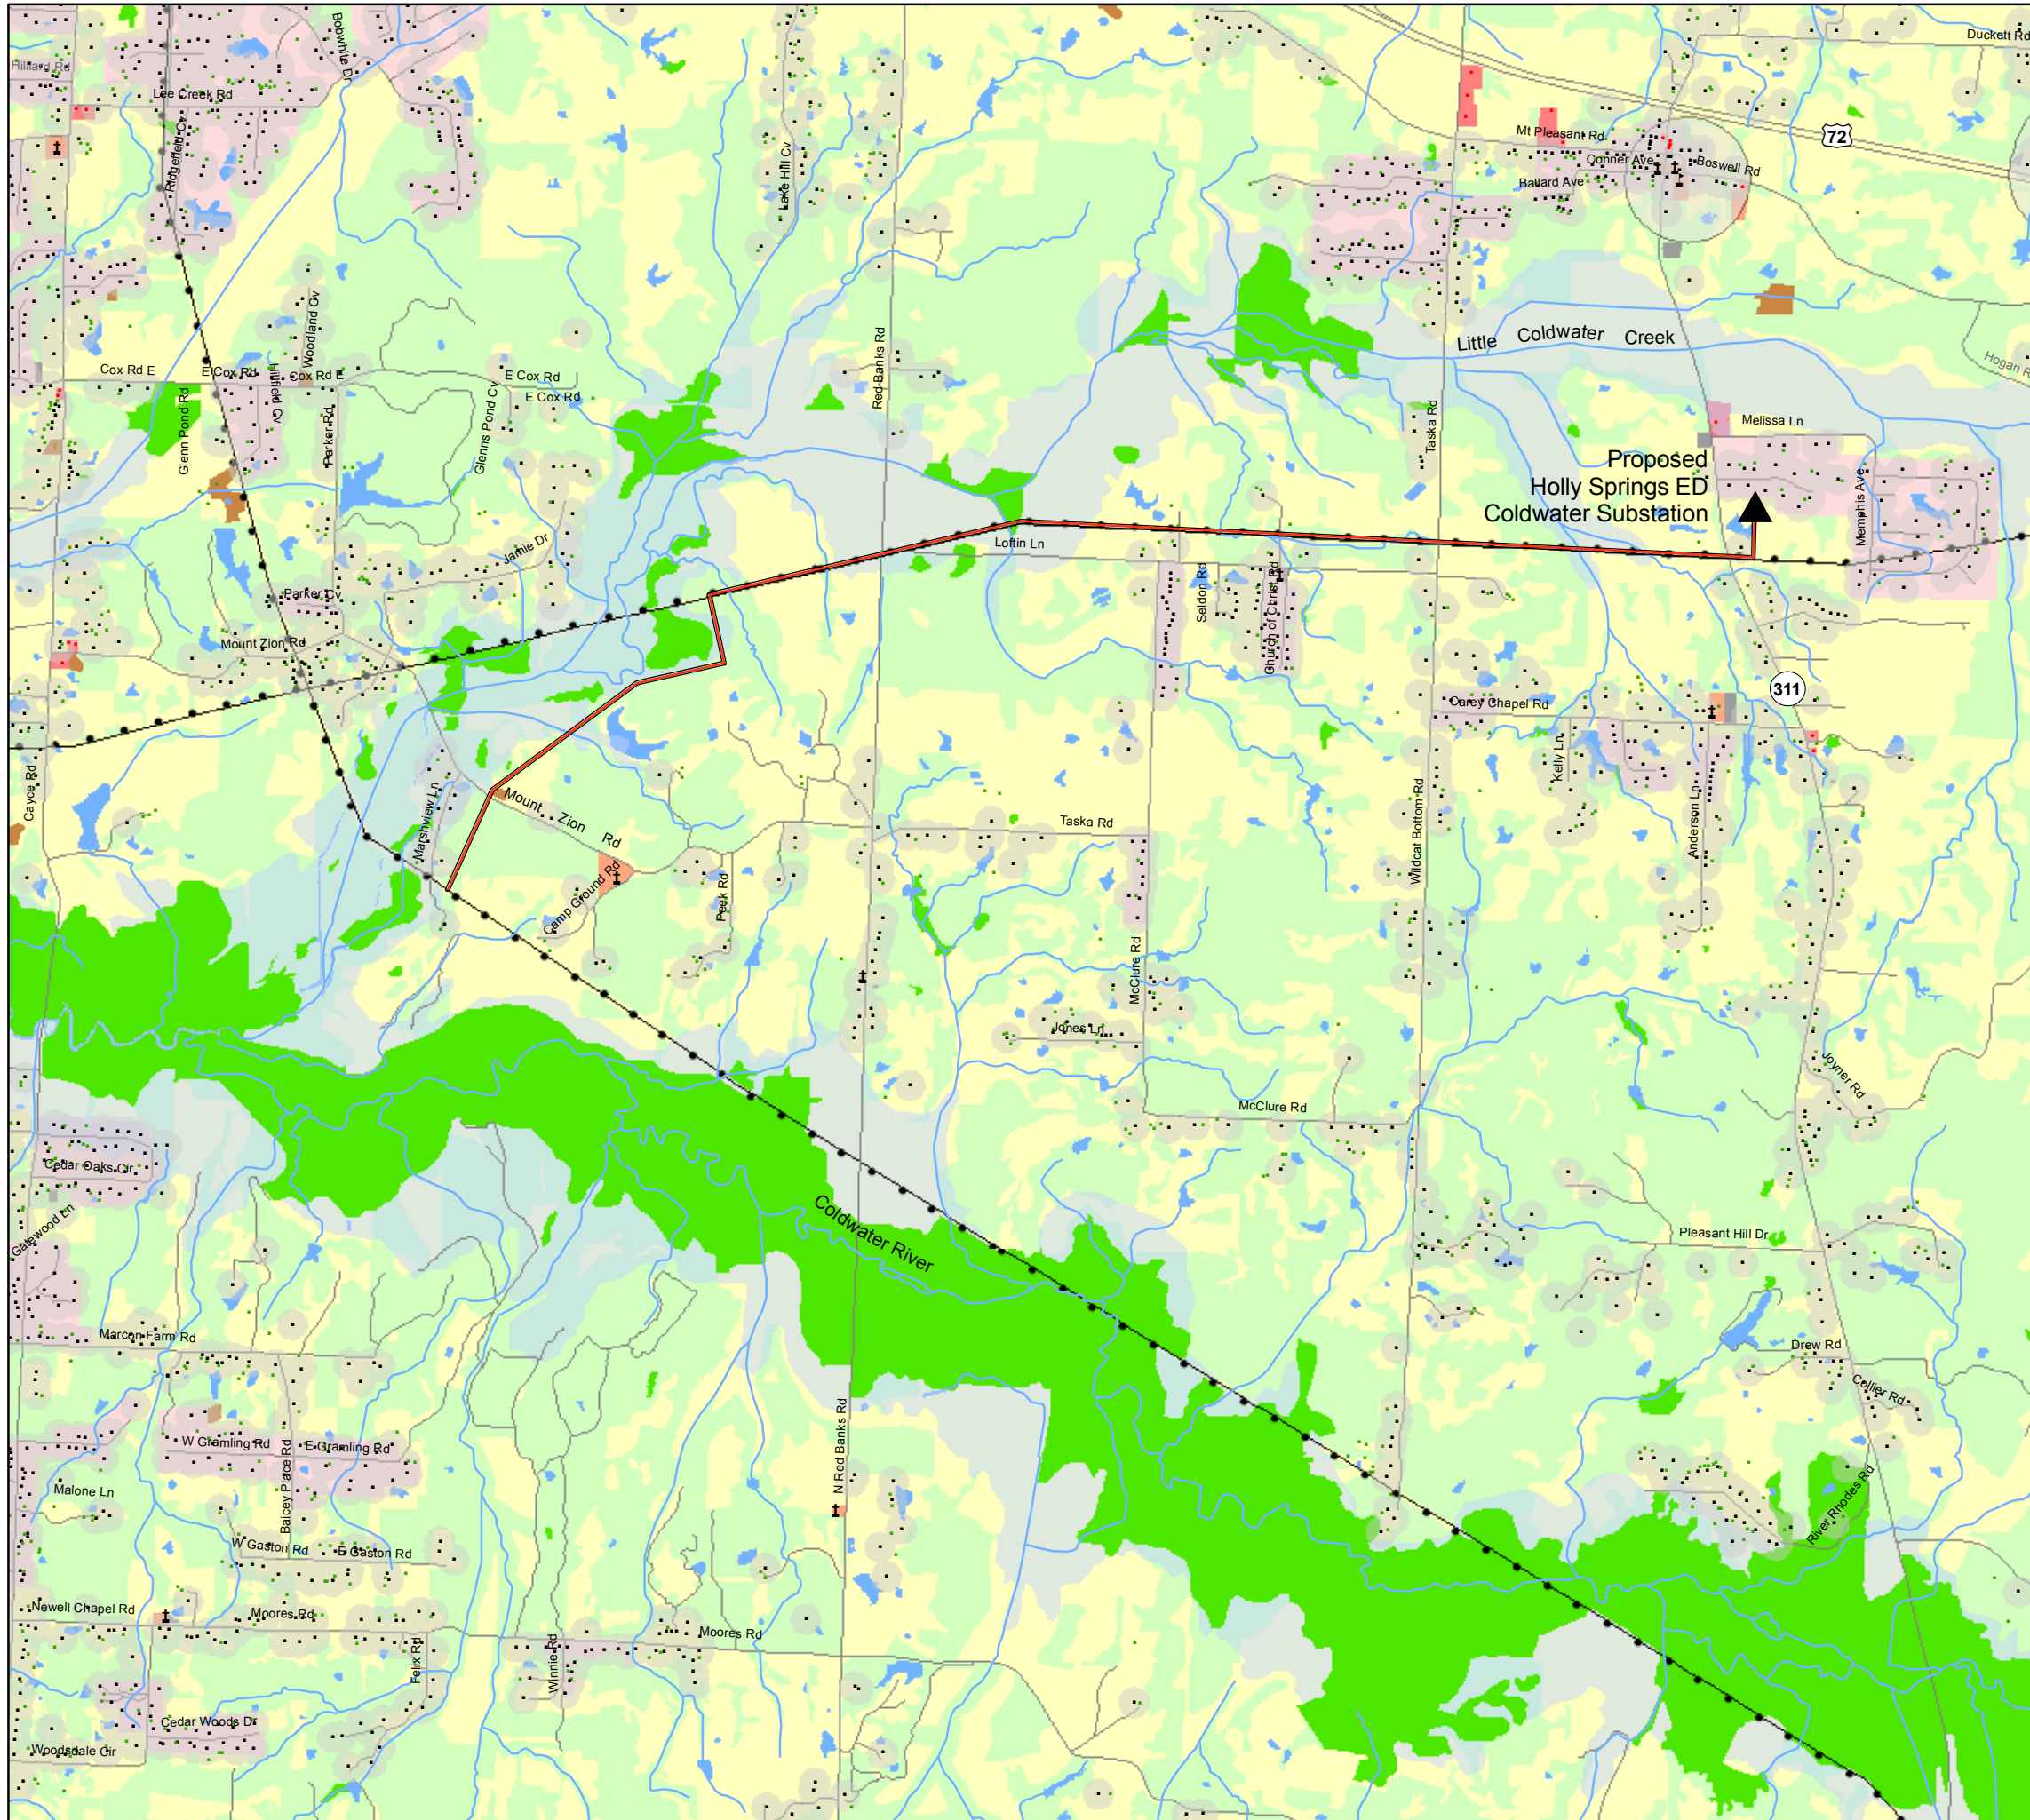 Duckett Rd
Bobwhite Dr
Hilliard Rd
Lee Creek Rd
Ridgefield Cv
Lake Hill Cv
Mt Pleasant Rd
72
Conner Ave
Boswell Rd
Ballard Ave
Little Coldwater Creek
Hogan R
Red Banks Rd
Woodland Cv
Cox Rd E
E Cox Rd
Cox Rd E
E Cox Rd
E Cox Rd
Hillfield Cv
Glenn Pond Rd
Parker Rd
Glenns Pond Cv
Taska Rd
Melissa Ln
Proposed
Holly Springs ED
Coldwater Substation
Memphis Ave
Jamie Dr
Loftin Ln
Parker Cv
Seldon Rd
Church of Christ Rd
Mount Zion Rd
311
Carey Chapel Rd
Kelly Ln
Cayce Rd
Marshview Ln
Mount Zion Rd
Taska Rd
Wildcat Bottom Rd
Anderson Ln
Camp Ground Rd
Peek Rd
McClure Rd
Jones Ln
Joyner Rd
McClure Rd
Cedar Oaks Cir
Gatewood Ln
Coldwater River
Pleasant Hill Dr
Marcon Farm Rd
Drew Rd
Collier Rd
N Red Banks Rd
W Gramling Rd
E Gramling Rd
Malone Ln
Baicey Place Rd
River Rhodes Rd
W Gaston Rd
E Gaston Rd
Newell Chapel Rd
Moores Rd
Moores Rd
Felix Rd
Winnie Rd
Cedar Woods Dr
Woodsdale Cir